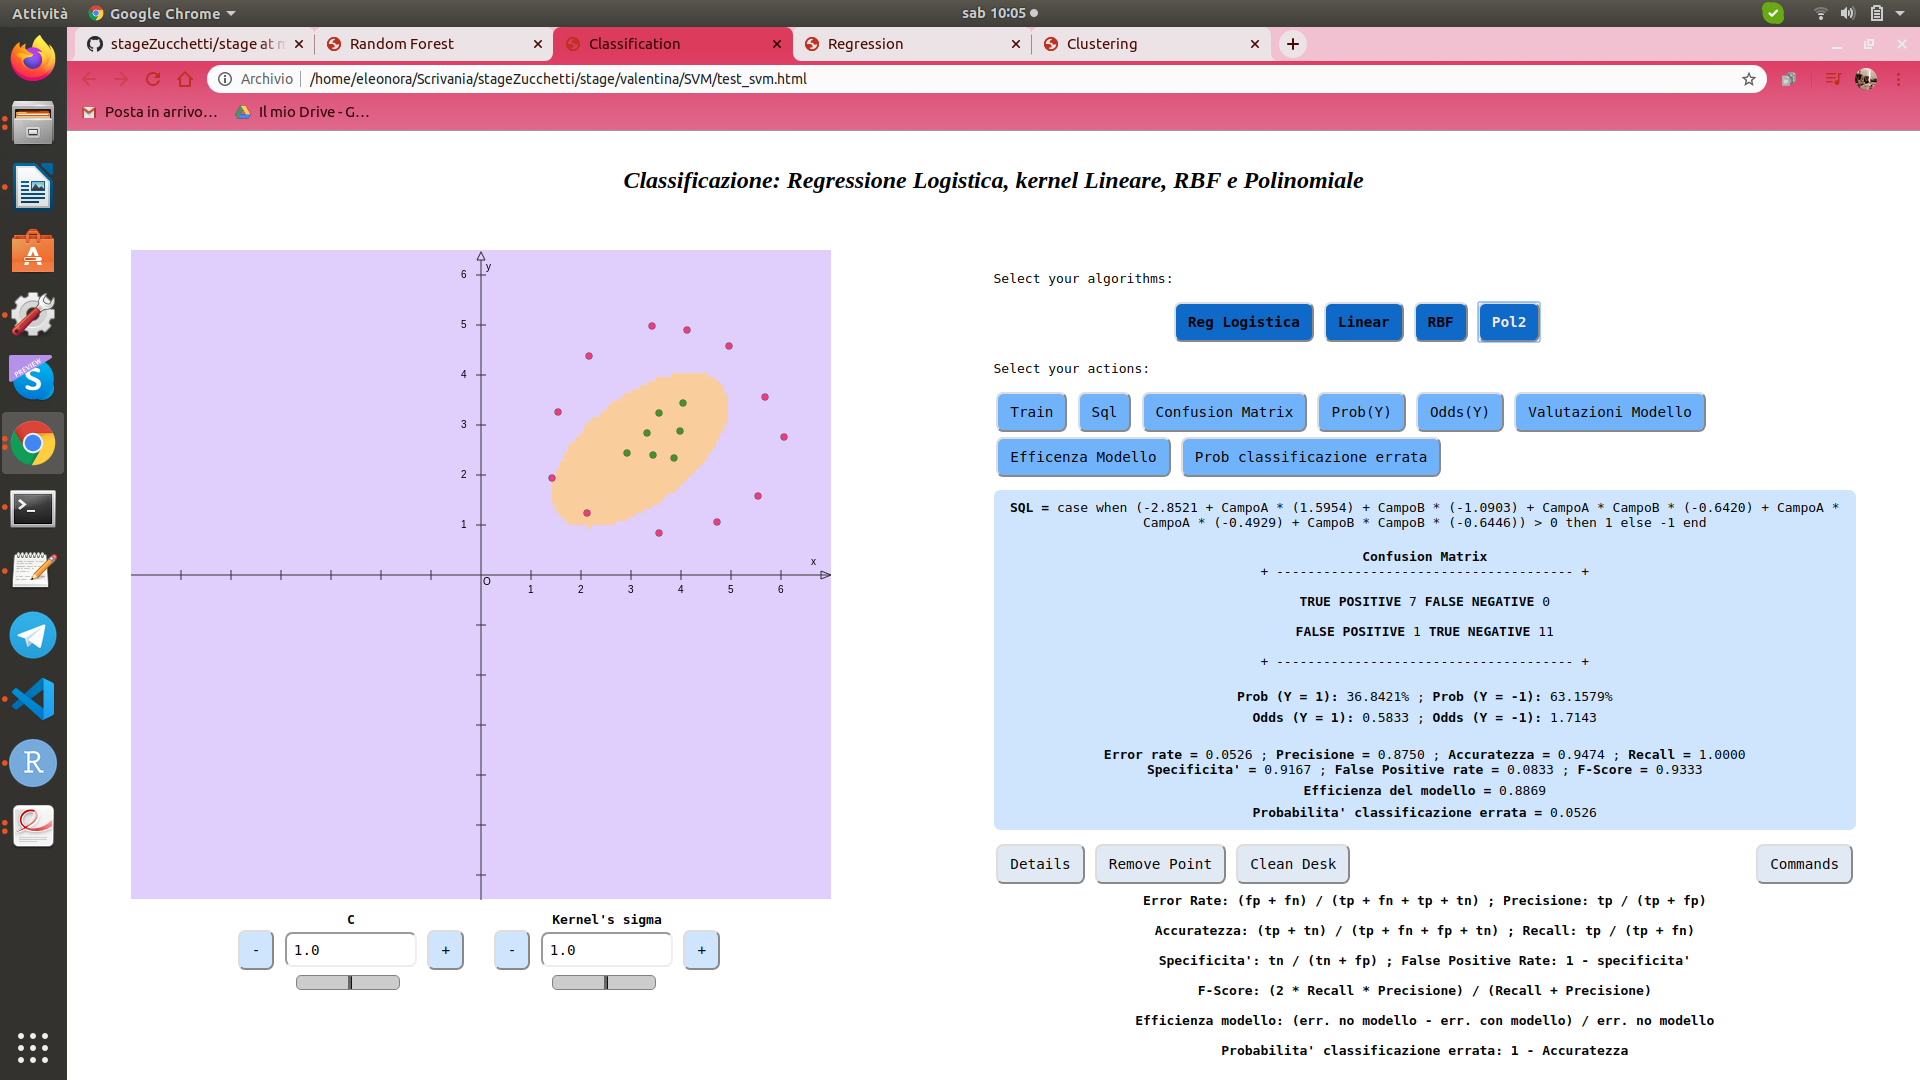 Attività
Google Chrome
sab 10:05
stageZucchetti/stage at m
Random Forest
Classification
Regression
Clustering
Archivio
/home/eleonora/Scrivania/stageZucchetti/stage/valentina/SVM/test_svm.html
Posta in arrivo…
Il mio Drive - G…
PREVIEW
Classificazione: Regressione Logistica, kernel Lineare, RBF e Polinomiale
y
6
5
4
3
2
1
x
O
1 2 3 4 5 6
C
Kernel's sigma
-
1.0
+
-
1.0
+
Select your algorithms:
Reg Logistica
Linear
RBF
Pol2
Select your actions:
Train
Sql
Confusion Matrix
Prob(Y)
Odds(Y)
Valutazioni Modello
Efficenza Modello
Prob classificazione errata
SQL = case when (-2.8521 + CampoA * (1.5954) + CampoB * (-1.0903) + CampoA * CampoB * (-0.6420) + CampoA *
CampoA * (-0.4929) + CampoB * CampoB * (-0.6446)) > 0 then 1 else -1 end
Confusion Matrix
+ -------------------------------------- +
TRUE POSITIVE 7 FALSE NEGATIVE 0
FALSE POSITIVE 1 TRUE NEGATIVE 11
+ -------------------------------------- +
Prob (Y = 1): 36.8421% ; Prob (Y = -1): 63.1579%
Odds (Y = 1): 0.5833 ; Odds (Y = -1): 1.7143
Error rate = 0.0526 ; Precisione = 0.8750 ; Accuratezza = 0.9474 ; Recall = 1.0000
Specificita' = 0.9167 ; False Positive rate = 0.0833 ; F-Score = 0.9333
Efficienza del modello = 0.8869
Probabilita' classificazione errata = 0.0526
Details
Remove Point
Clean Desk
Commands
Error Rate: (fp + fn) / (tp + fn + tp + tn) ; Precisione: tp / (tp + fp)
Accuratezza: (tp + tn) / (tp + fn + fp + tn) ; Recall: tp / (tp + fn)
Specificita': tn / (tn + fp) ; False Positive Rate: 1 - specificita'
F-Score: (2 * Recall * Precisione) / (Recall + Precisione)
Efficienza modello: (err. no modello - err. con modello) / err. no modello
Probabilita' classificazione errata: 1 - Accuratezza